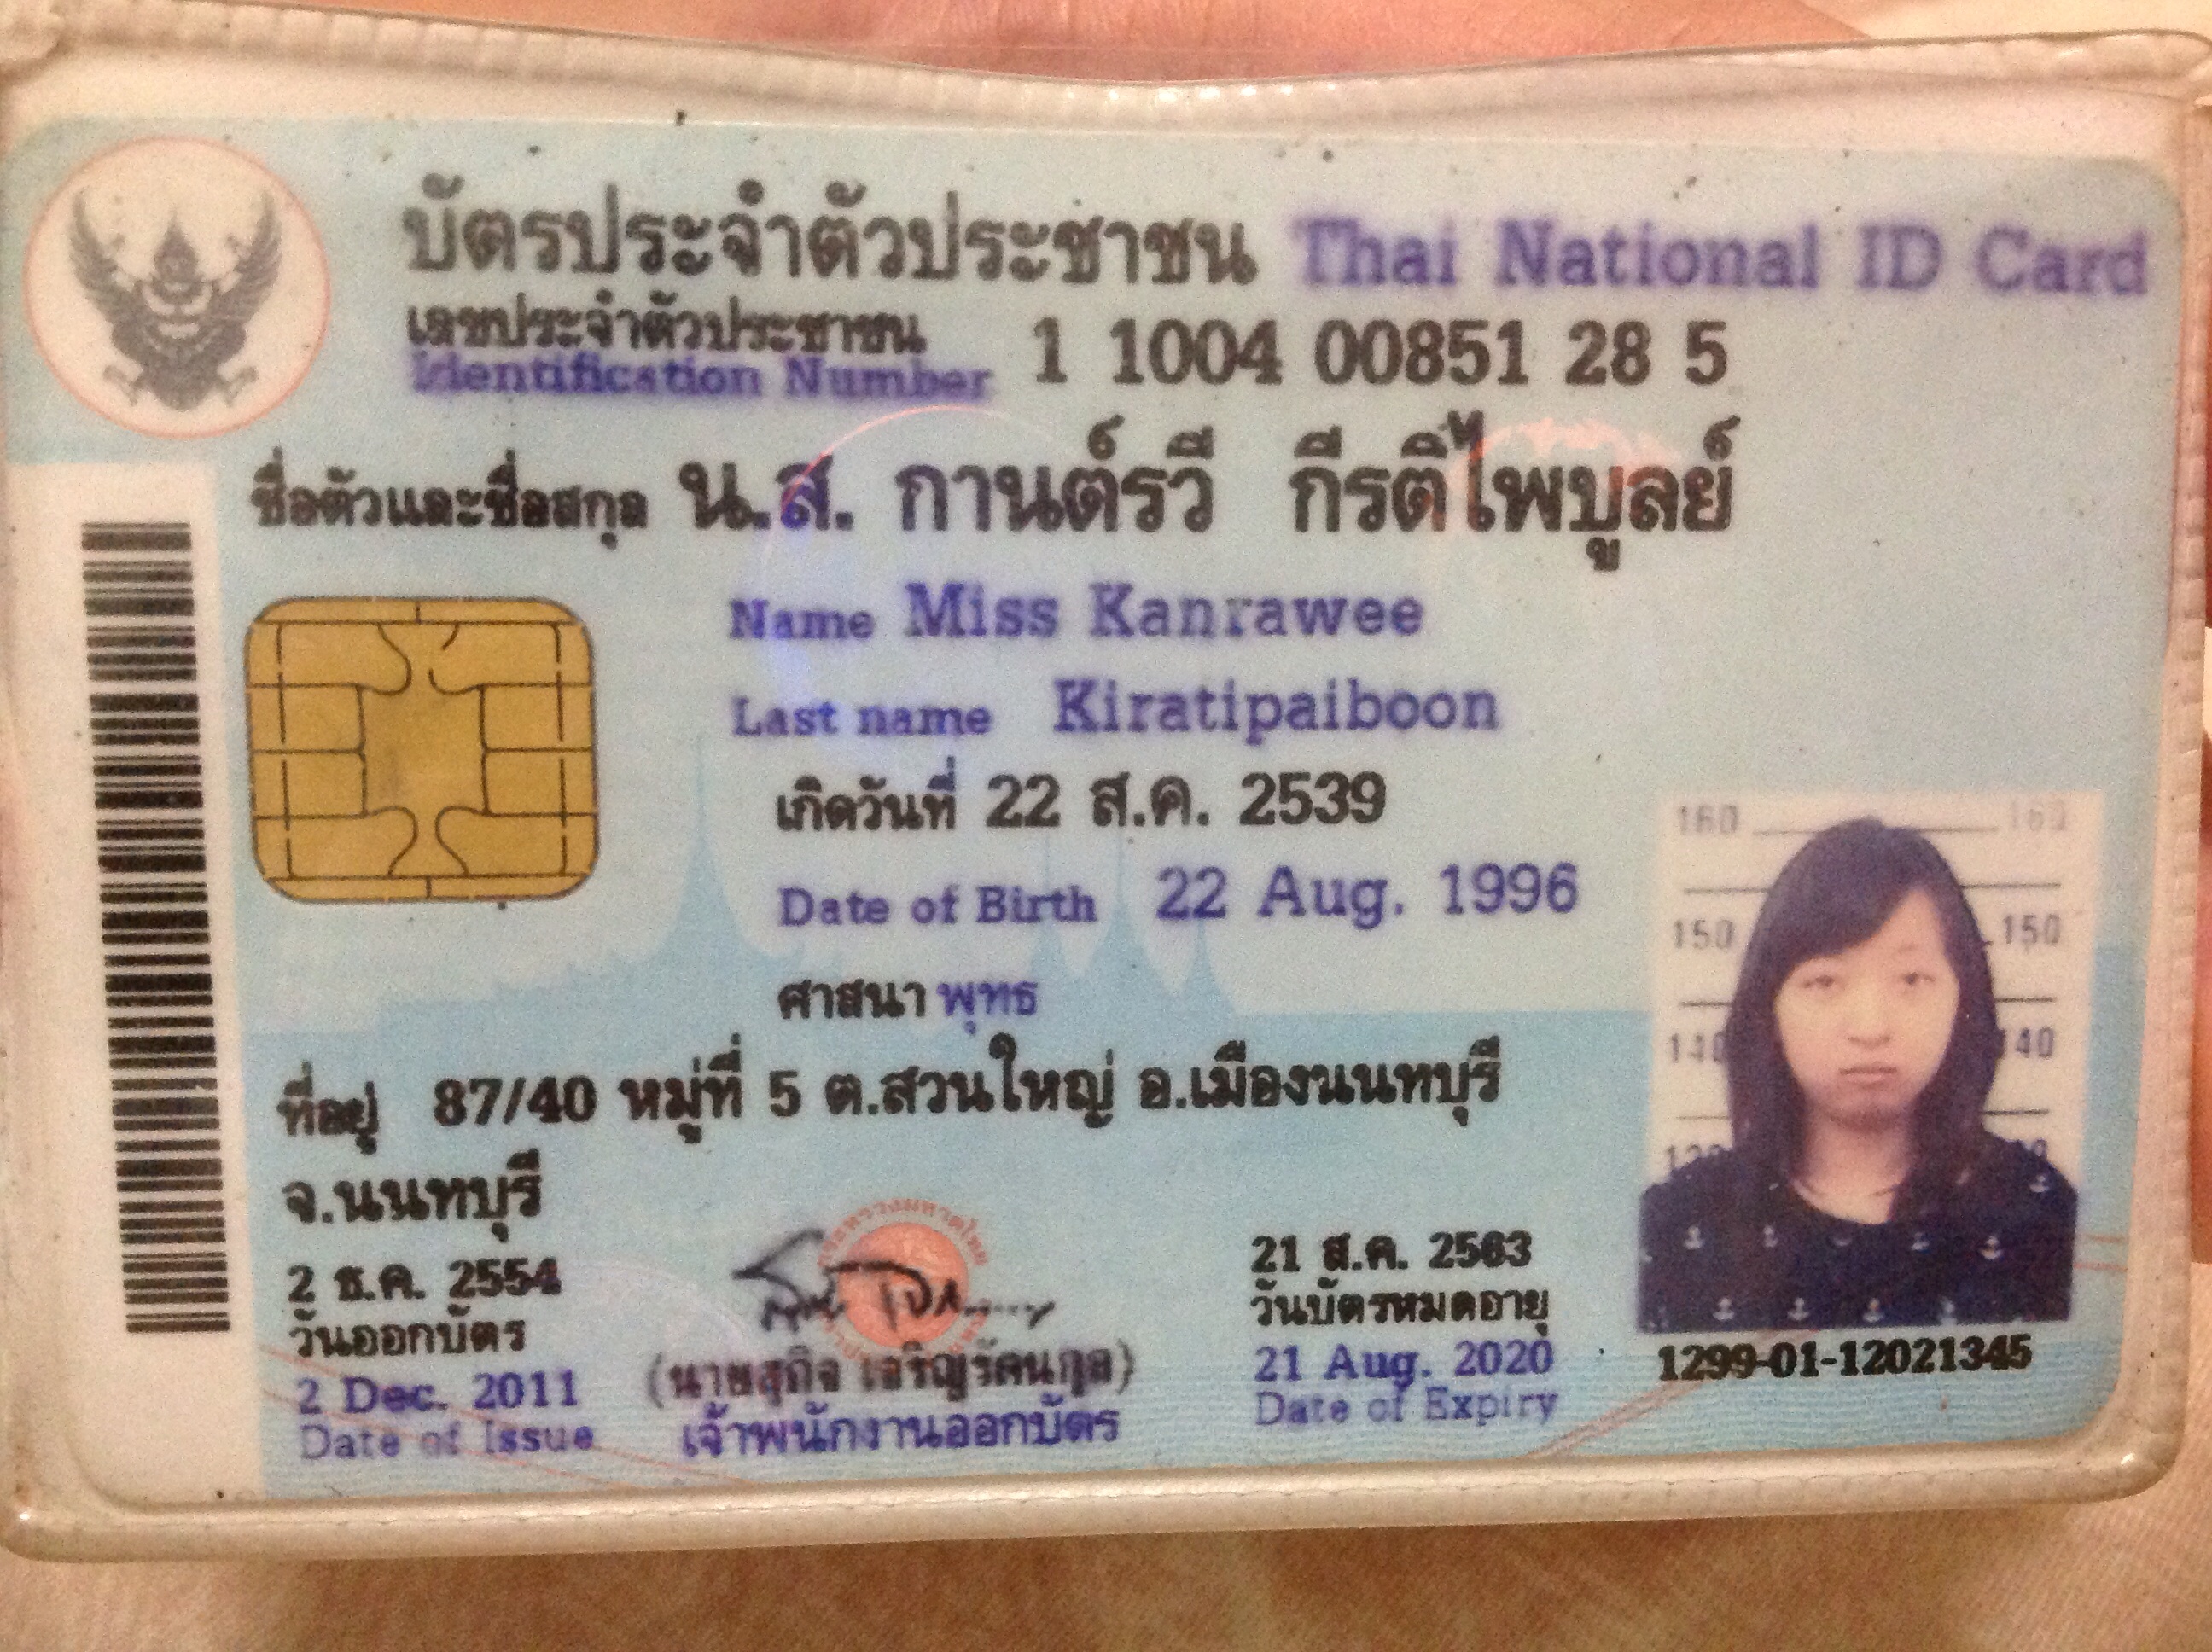 บัตรประจำตัวประชาชน Thai National ID Card
เลขประจำตัวประชาชน 1 1004 00851 28 5
Identification Number
ชื่อตัวและชื่อสกุล น.ส. กานต์รวี กีรติไพบูลย์
Name Miss Kanrawee
Last name Kiratipaiboon
เกิดวันที่ 22 ส.ค. 2539
Date of Birth 22 Aug. 1996
ศาสนา พุทธ
ที่อยู่ 87/40 หมู่ที่ 5 ต.สวนใหญ่ อ.เมืองนนทบุรี
จ.นนทบุรี
2 ธ.ค. 2554
วันออกบัตร
2 Dec. 2011
Date of Issue
(นายสุกิจ เจริญรัตนกุล)
เจ้าพนักงานออกบัตร
21 ส.ค. 2563
วันบัตรหมดอายุ
21 Aug. 2020
Date of Expiry
160 160
150 150
140 140
1299-01-12021345